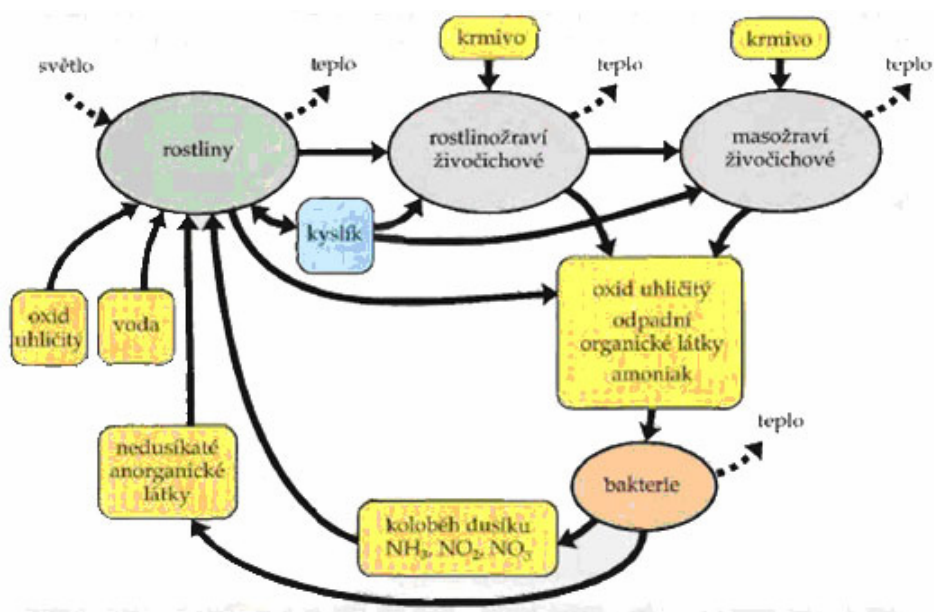 krmivo
krmivo
světlo
teplo
teplo
teplo
rostliny
rostlinožraví
živočichové
masožraví
živočichové
kyslík
oxid
uhličitý
voda
oxid uhličitý
odpadní
organické látky
amoniak
teplo
nedusíkaté
anorganické
látky
bakterie
koloběh dusíku
NH₃, NO₂, NO₃